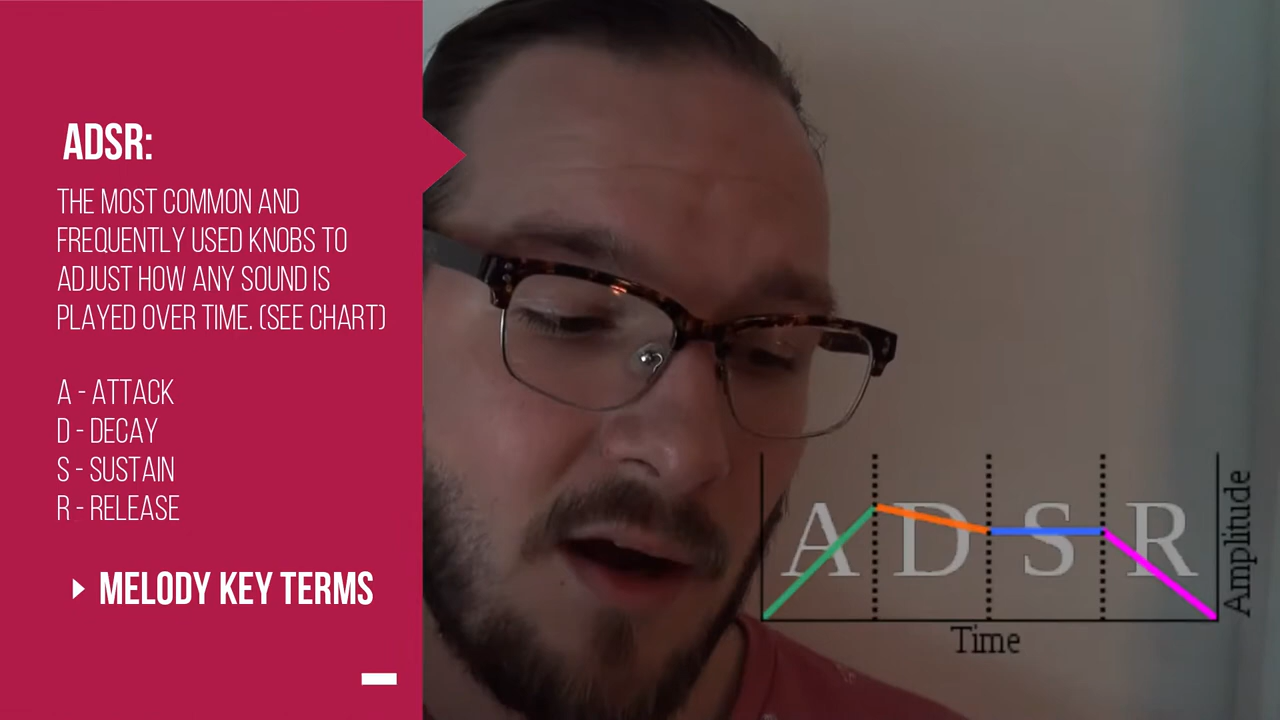 ADSR:
THE MOST COMMON AND
FREQUENTLY USED KNOBS TO
ADJUST HOW ANY SOUND IS
PLAYED OVER TIME. (SEE CHART)
A - ATTACK
D - DECAY
S - SUSTAIN
R - RELEASE
MELODY KEY TERMS
A D S R
Amplitude
Time